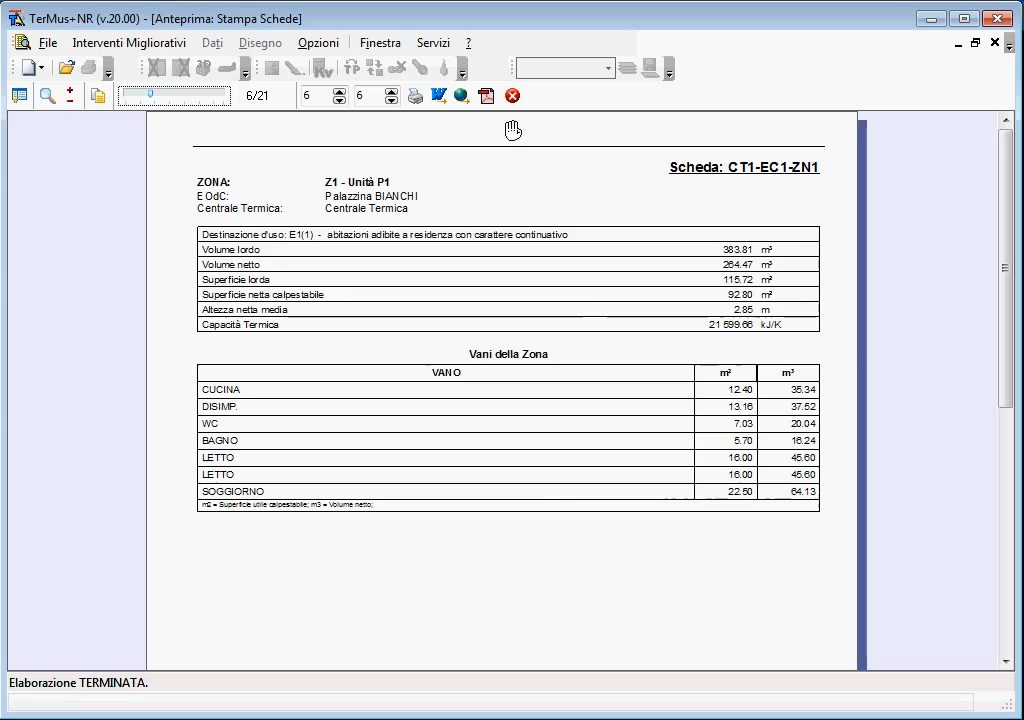 TerMus+NR (v.20.00) - [Anteprima: Stampa Schede]
File Interventi Migliorativi Dati Disegno Opzioni Finestra Servizi ?
6/21 6 6
Scheda: CT1-EC1-ZN1
ZONA: Z1 - Unità P1
EOdC: Palazzina BIANCHI
Centrale Termica: Centrale Termica
Destinazione d'uso: E1(1) - abitazioni adibite a residenza con carattere continuativo
Volume lordo 383.81 m³
Volume netto 264.47 m³
Superficie lorda 115.72 m²
Superficie netta calpestabile 92.80 m²
Altezza netta media 2.85 m
Capacità Termica 21 599.66 kJ/K
Vani della Zona
VANO m² m³
CUCINA 12.40 35.34
DISIMP. 13.16 37.52
WC 7.03 20.04
BAGNO 5.70 16.24
LETTO 16.00 45.60
LETTO 16.00 45.60
SOGGIORNO 22.50 64.13
m2 = Superficie utile calpestabile; m3 = Volume netto;
Elaborazione TERMINATA.